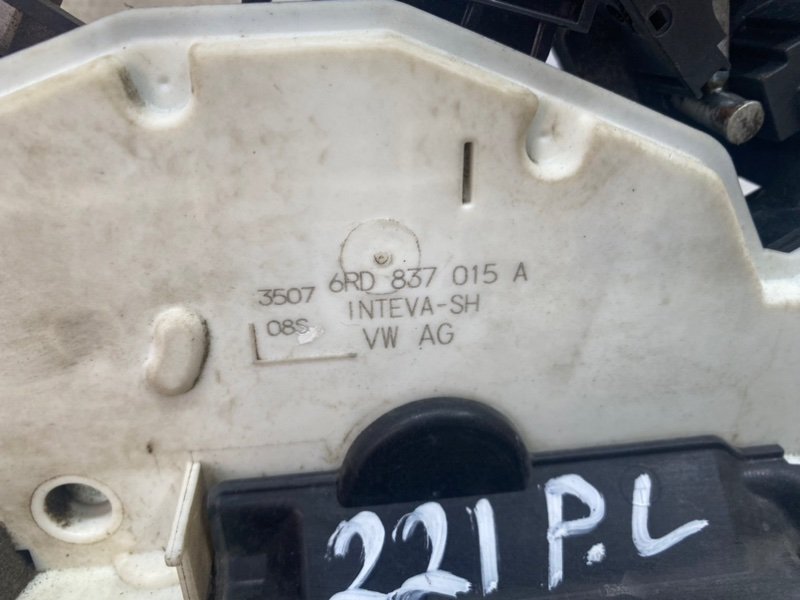 3507 6RD 837 015 A
INTEVA-SH
08S VW AG
221 P.L